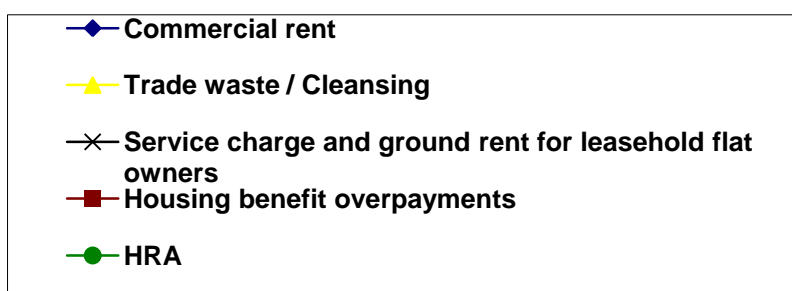 Commercial rent
Trade waste / Cleansing
Service charge and ground rent for leasehold flat
owners
Housing benefit overpayments
HRA